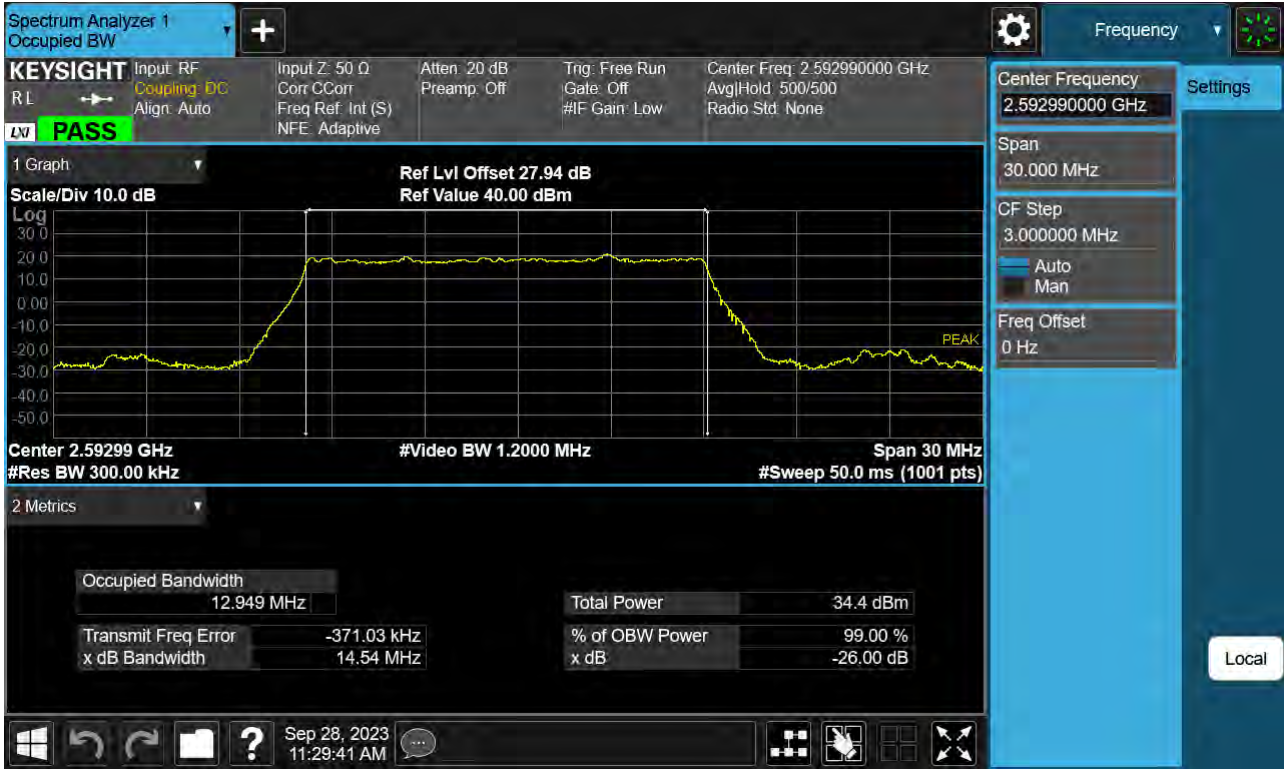 Spectrum Analyzer 1
Occupied BW
+
Frequency
KEYSIGHT
RL
LXI
PASS
Input: RF
Coupling: DC
Align: Auto
Input Z: 50 Ω
Corr CCorr
Freq Ref: Int (S)
NFE: Adaptive
Atten: 20 dB
Preamp: Off
Trig: Free Run
Gate: Off
#IF Gain: Low
Center Freq: 2.592990000 GHz
Avg|Hold: 500/500
Radio Std: None
Center Frequency
2.592990000 GHz
Settings
Span
30.000 MHz
CF Step
3.000000 MHz
Auto
Man
Freq Offset
0 Hz
1 Graph
Scale/Div 10.0 dB
Ref Lvl Offset 27.94 dB
Ref Value 40.00 dBm
Log
30.0
20.0
10.0
0.00
-10.0
-20.0
-30.0
-40.0
-50.0
PEAK
Center 2.59299 GHz
#Video BW 1.2000 MHz
Span 30 MHz
#Res BW 300.00 kHz
#Sweep 50.0 ms (1001 pts)
2 Metrics
Occupied Bandwidth
12.949 MHz
Total Power 34.4 dBm
Transmit Freq Error -371.03 kHz
% of OBW Power 99.00 %
x dB Bandwidth 14.54 MHz
x dB -26.00 dB
Local
?
Sep 28, 2023
11:29:41 AM